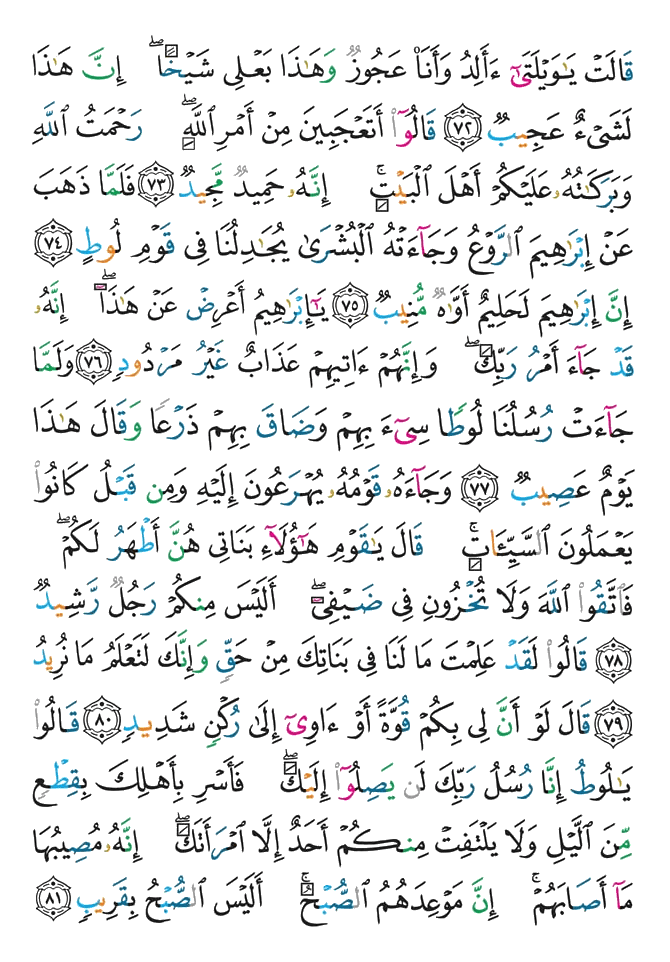 قَالَتْ يَـٰوَيْلَتَىٰٓ ءَأَلِدُ وَأَنَا۠ عَجُوزٌ وَهَـٰذَا بَعْلِى شَيْخًا ۖ إِنَّ هَـٰذَا
لَشَىْءٌ عَجِيبٌ ٧٢ قَالُوٓا۟ أَتَعْجَبِينَ مِنْ أَمْرِ ٱللَّهِ ۖ رَحْمَتُ ٱللَّهِ
وَبَرَكَـٰتُهُۥ عَلَيْكُمْ أَهْلَ ٱلْبَيْتِ ۚ إِنَّهُۥ حَمِيدٌ مَّجِيدٌ ٧٣ فَلَمَّا ذَهَبَ
عَنْ إِبْرَٰهِيمَ ٱلرَّوْعُ وَجَآءَتْهُ ٱلْبُشْرَىٰ يُجَـٰدِلُنَا فِى قَوْمِ لُوطٍ ٧٤
إِنَّ إِبْرَٰهِيمَ لَحَلِيمٌ أَوَّٰهٌ مُّنِيبٌ ٧٥ يَـٰٓإِبْرَٰهِيمُ أَعْرِضْ عَنْ هَـٰذَآ ۖ إِنَّهُۥ
قَدْ جَآءَ أَمْرُ رَبِّكَ ۖ وَإِنَّهُمْ ءَاتِيهِمْ عَذَابٌ غَيْرُ مَرْدُودٍ ٧٦ وَلَمَّا
جَآءَتْ رُسُلُنَا لُوطًا سِىٓءَ بِهِمْ وَضَاقَ بِهِمْ ذَرْعًا وَقَالَ هَـٰذَا
يَوْمٌ عَصِيبٌ ٧٧ وَجَآءَهُۥ قَوْمُهُۥ يُهْرَعُونَ إِلَيْهِ وَمِن قَبْلُ كَانُوا۟
يَعْمَلُونَ ٱلسَّيِّـَٔاتِ ۚ قَالَ يَـٰقَوْمِ هَـٰٓؤُلَآءِ بَنَاتِى هُنَّ أَطْهَرُ لَكُمْ ۖ
فَٱتَّقُوا۟ ٱللَّهَ وَلَا تُخْزُونِ فِى ضَيْفِىٓ ۖ أَلَيْسَ مِنكُمْ رَجُلٌ رَّشِيدٌ
٧٨ قَالُوا۟ لَقَدْ عَلِمْتَ مَا لَنَا فِى بَنَاتِكَ مِنْ حَقٍّ وَإِنَّكَ لَتَعْلَمُ مَا نُرِيدُ
٧٩ قَالَ لَوْ أَنَّ لِى بِكُمْ قُوَّةً أَوْ ءَاوِىٓ إِلَىٰ رُكْنٍ شَدِيدٍ ٨٠ قَالُوا۟
يَـٰلُوطُ إِنَّا رُسُلُ رَبِّكَ لَن يَصِلُوٓا۟ إِلَيْكَ ۖ فَأَسْرِ بِأَهْلِكَ بِقِطْعٍ
مِّنَ ٱلَّيْلِ وَلَا يَلْتَفِتْ مِنكُمْ أَحَدٌ إِلَّا ٱمْرَأَتَكَ ۖ إِنَّهُۥ مُصِيبُهَا
مَآ أَصَابَهُمْ ۚ إِنَّ مَوْعِدَهُمُ ٱلصُّبْحُ ۚ أَلَيْسَ ٱلصُّبْحُ بِقَرِيبٍ ٨١